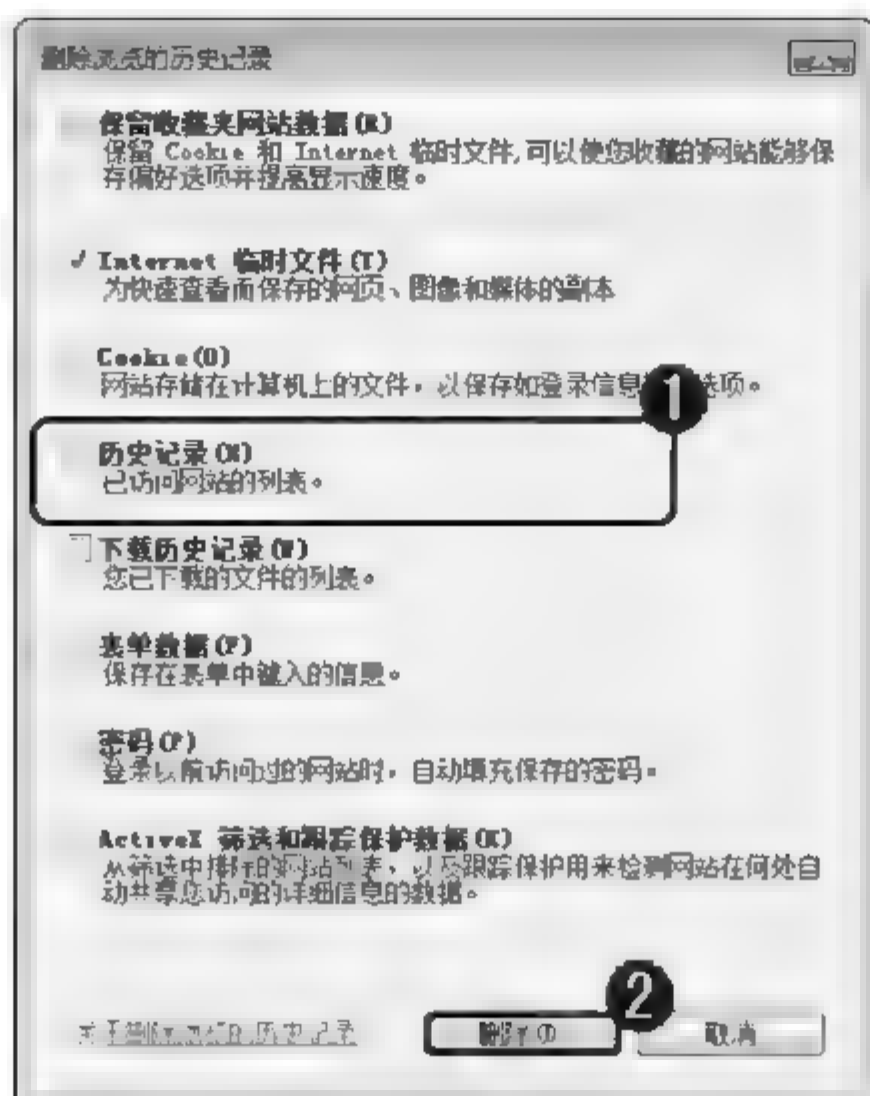 删除浏览的历史记录
保留收藏夹网站数据(R)
保留 Cookie 和 Internet 临时文件,可以使您收藏的网站能够保
存偏好选项并提高显示速度。
✓ Internet 临时文件(T)
为快速查看而保存的网页、图像和媒体的副本
Cookie(O)
网站存储在计算机上的文件，以保存如登录信息 选项。
1
历史记录(H)
已访问网站的列表。
下载历史记录(W)
您已下载的文件的列表。
表单数据(F)
保存在表单中键入的信息。
密码(P)
登录以前访问过的网站时，自动填充保存的密码。
ActiveX 筛选和跟踪保护数据(K)
从筛选中排除的网站列表，以及跟踪保护用来检测网站在何处自
动共享您访问的详细信息的数据。
2
关于删除浏览的历史记录
删除(D)
取消